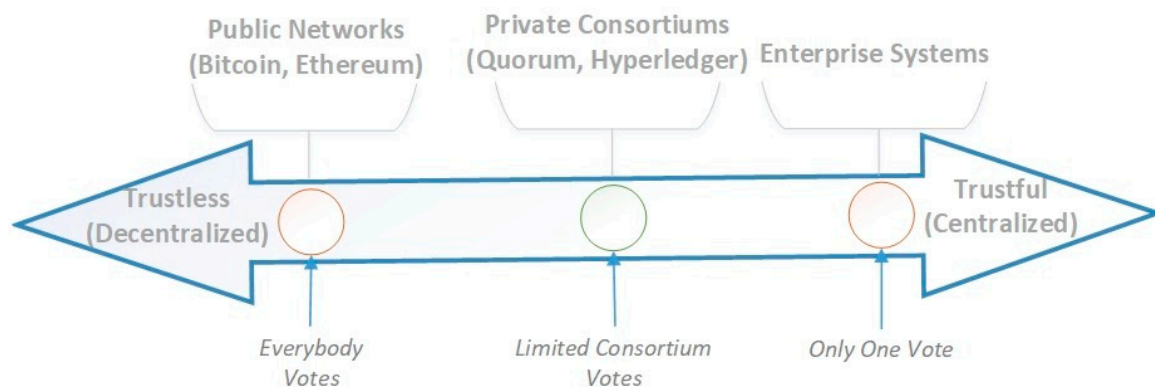 Public Networks
(Bitcoin, Ethereum)
Private Consortiums
(Quorum, Hyperledger)
Enterprise Systems
Trustless
(Decentralized)
Trustful
(Centralized)
Everybody
Votes
Limited Consortium
Votes
Only One Vote